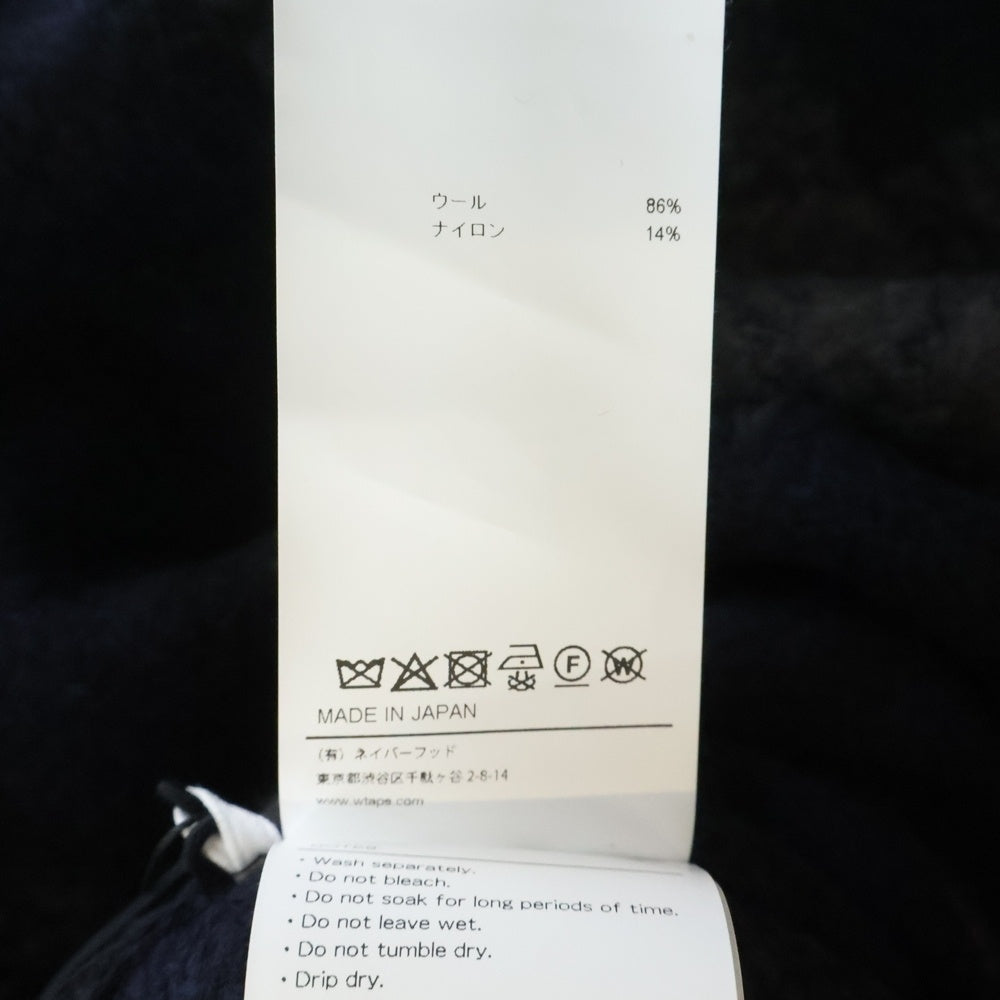 ウール 86%
ナイロン 14%
F
W
MADE IN JAPAN
(有) ネイバーフッド
東京都渋谷区千駄ヶ谷 2-8-14
www.wtaps.com
• Wash separately.
• Do not bleach.
• Do not soak for long periods of time.
• Do not leave wet.
• Do not tumble dry.
• Drip dry.